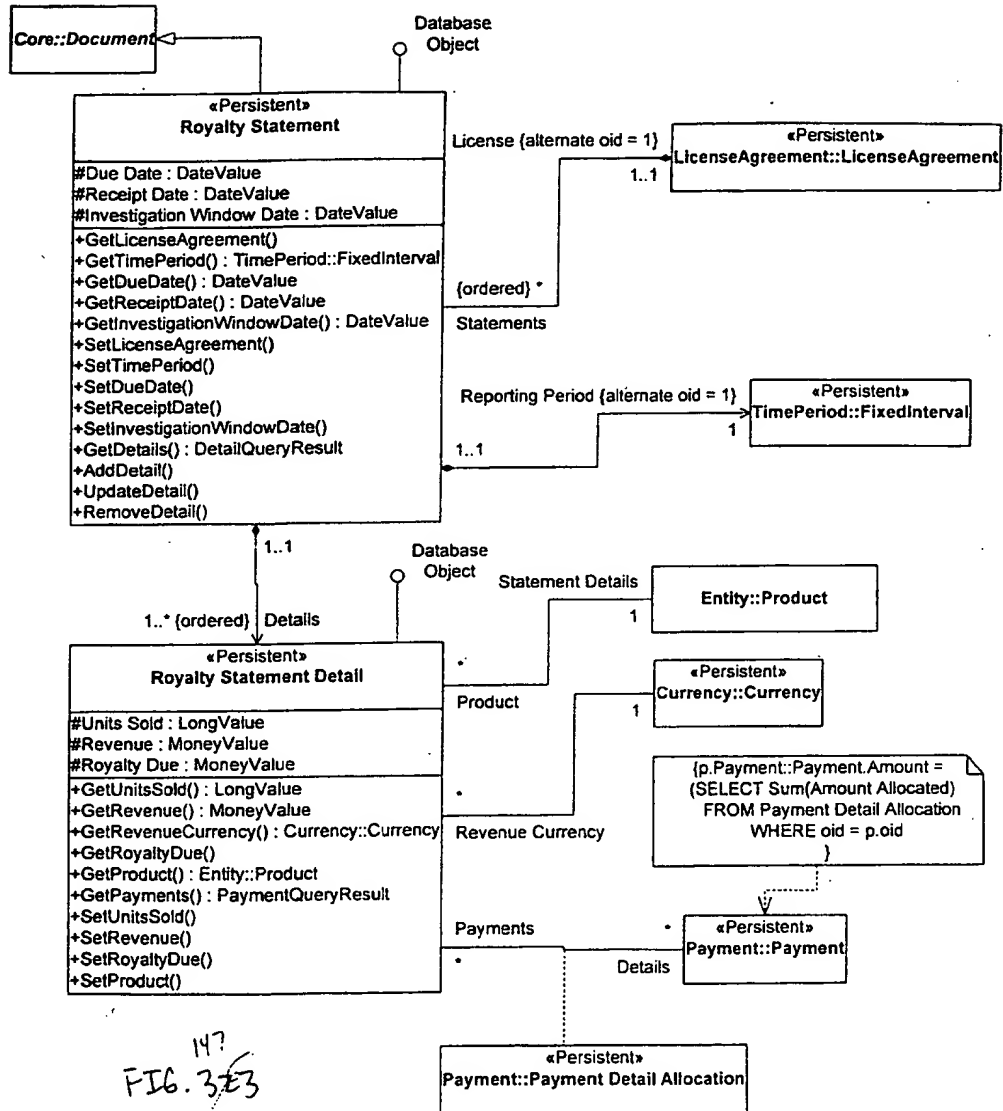 Core::Document
Database
Object
«Persistent»
Royalty Statement
#Due Date : DateValue
#Receipt Date : DateValue
#Investigation Window Date : DateValue
+GetLicenseAgreement()
+GetTimePeriod() : TimePeriod::FixedInterval
+GetDueDate() : DateValue
+GetReceiptDate() : DateValue
+GetInvestigationWindowDate() : DateValue
+SetLicenseAgreement()
+SetTimePeriod()
+SetDueDate()
+SetReceiptDate()
+SetInvestigationWindowDate()
+GetDetails() : DetailQueryResult
+AddDetail()
+UpdateDetail()
+RemoveDetail()
License {alternate oid = 1}
1..1
«Persistent»
LicenseAgreement::LicenseAgreement
{ordered} *
Statements
Reporting Period {alternate oid = 1}
1
1..1
«Persistent»
TimePeriod::FixedInterval
1..1
1..* {ordered} Details
Database
Object
«Persistent»
Royalty Statement Detail
#Units Sold : LongValue
#Revenue : MoneyValue
#Royalty Due : MoneyValue
+GetUnitsSold() : LongValue
+GetRevenue() : MoneyValue
+GetRevenueCurrency() : Currency::Currency
+GetRoyaltyDue()
+GetProduct() : Entity::Product
+GetPayments() : PaymentQueryResult
+SetUnitsSold()
+SetRevenue()
+SetRoyaltyDue()
+SetProduct()
Statement Details
1
Entity::Product
*
Product
«Persistent»
Currency::Currency
1
*
Revenue Currency
{p.Payment::Payment.Amount =
(SELECT Sum(Amount Allocated)
FROM Payment Detail Allocation
WHERE oid = p.oid
}
Payments
*
*
Details
«Persistent»
Payment::Payment
«Persistent»
Payment::Payment Detail Allocation
FIG.